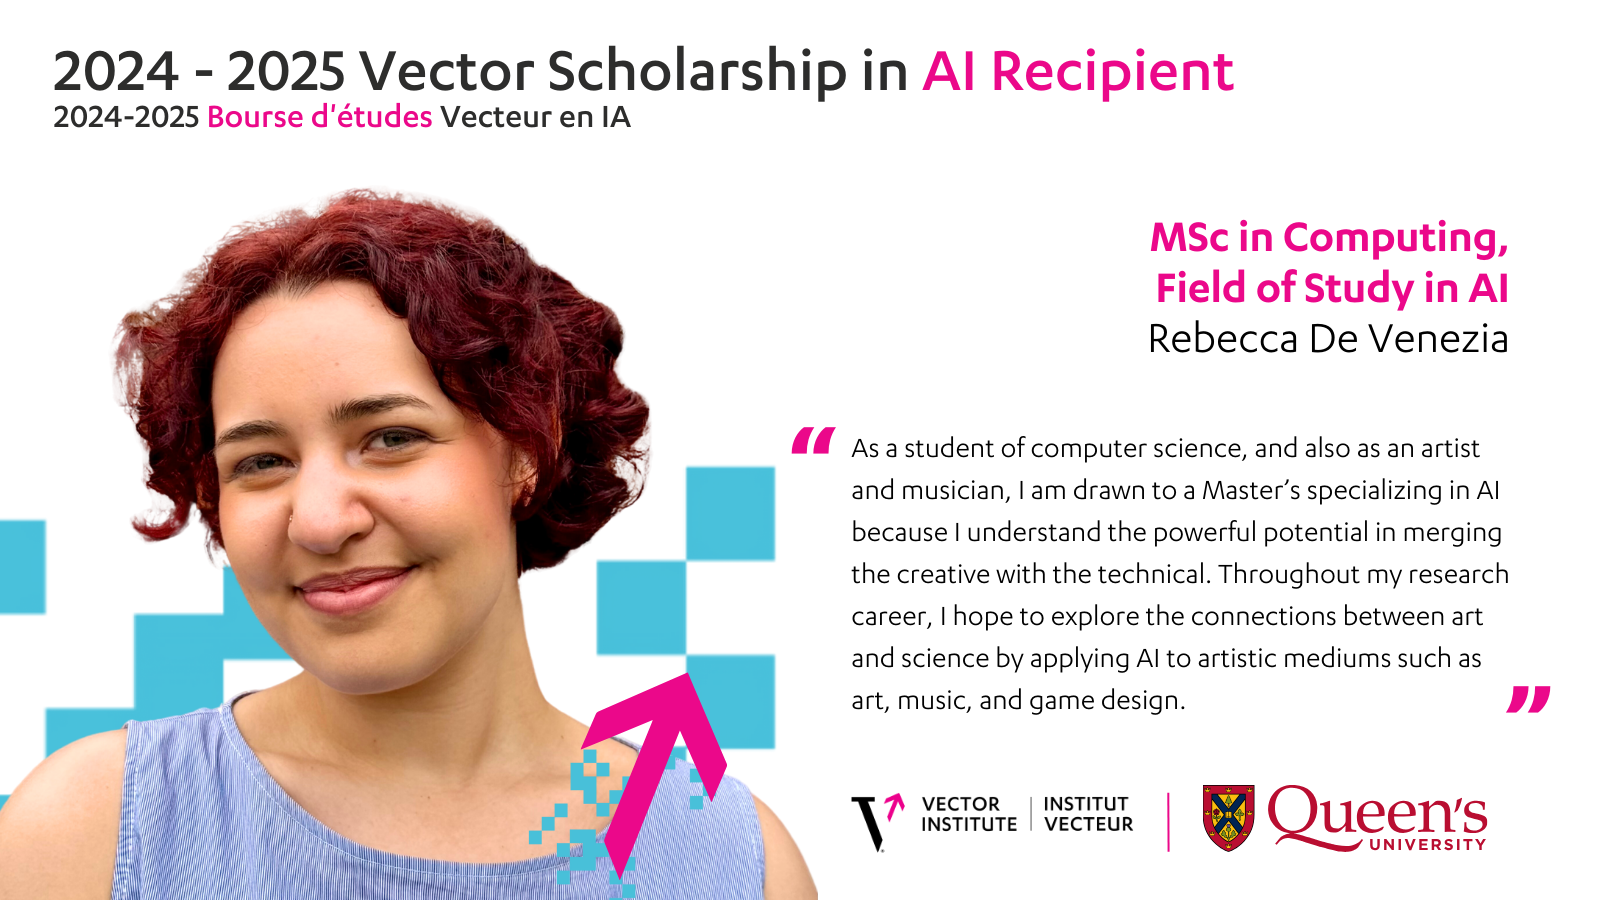 2024 - 2025 Vector Scholarship in AI Recipient
2024-2025 Bourse d'études Vecteur en IA
MSc in Computing,
Field of Study in AI
Rebecca De Venezia
“ As a student of computer science, and also as an artist
and musician, I am drawn to a Master’s specializing in AI
because I understand the powerful potential in merging
the creative with the technical. Throughout my research
career, I hope to explore the connections between art
and science by applying AI to artistic mediums such as
art, music, and game design. ”
VECTOR INSTITUTE | INSTITUT VECTEUR
Queen's
UNIVERSITY